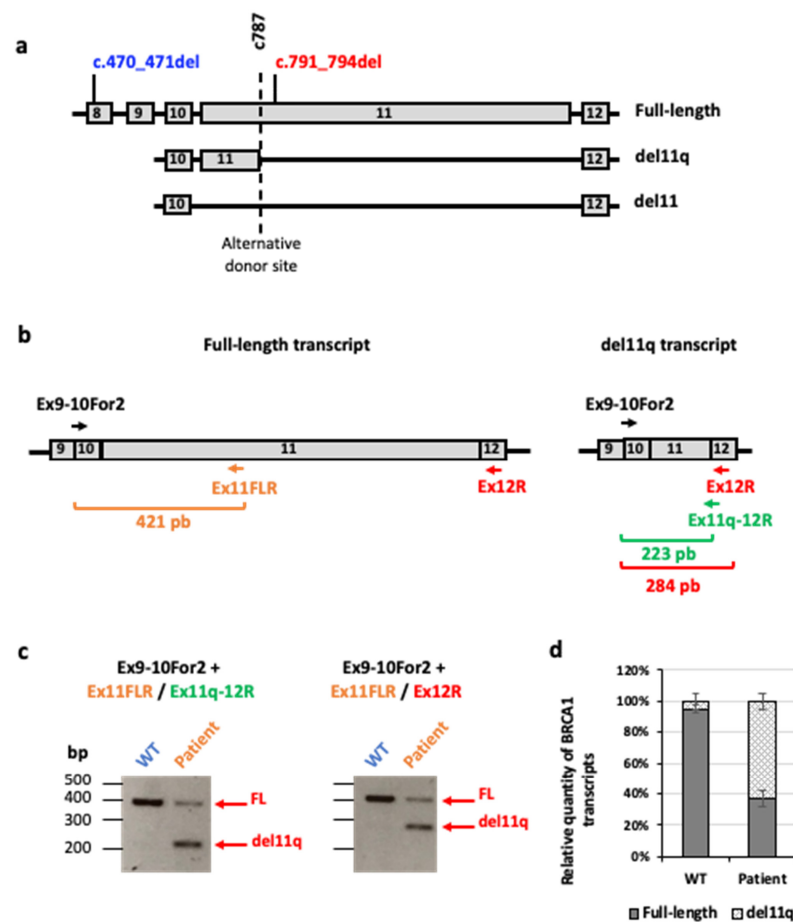 a
c.470_471del
c787
c.791_794del
8 9 10 11 12 Full-length
10 11 12 del11q
10 12 del11
Alternative
donor site
b
Full-length transcript
del11q transcript
Ex9-10For2
Ex9-10For2
9 10 11 12
9 10 11 12
Ex11FLR
Ex12R
Ex12R
Ex11q-12R
421 pb
223 pb
284 pb
c
Ex9-10For2 +
Ex11FLR / Ex11q-12R
Ex9-10For2 +
Ex11FLR / Ex12R
bp
WT
Patient
WT
Patient
500
400
300
200
FL
del11q
FL
del11q
d
Relative quantity of BRCA1
transcripts
120%
100%
80%
60%
40%
20%
0%
WT Patient
Full-length del11q